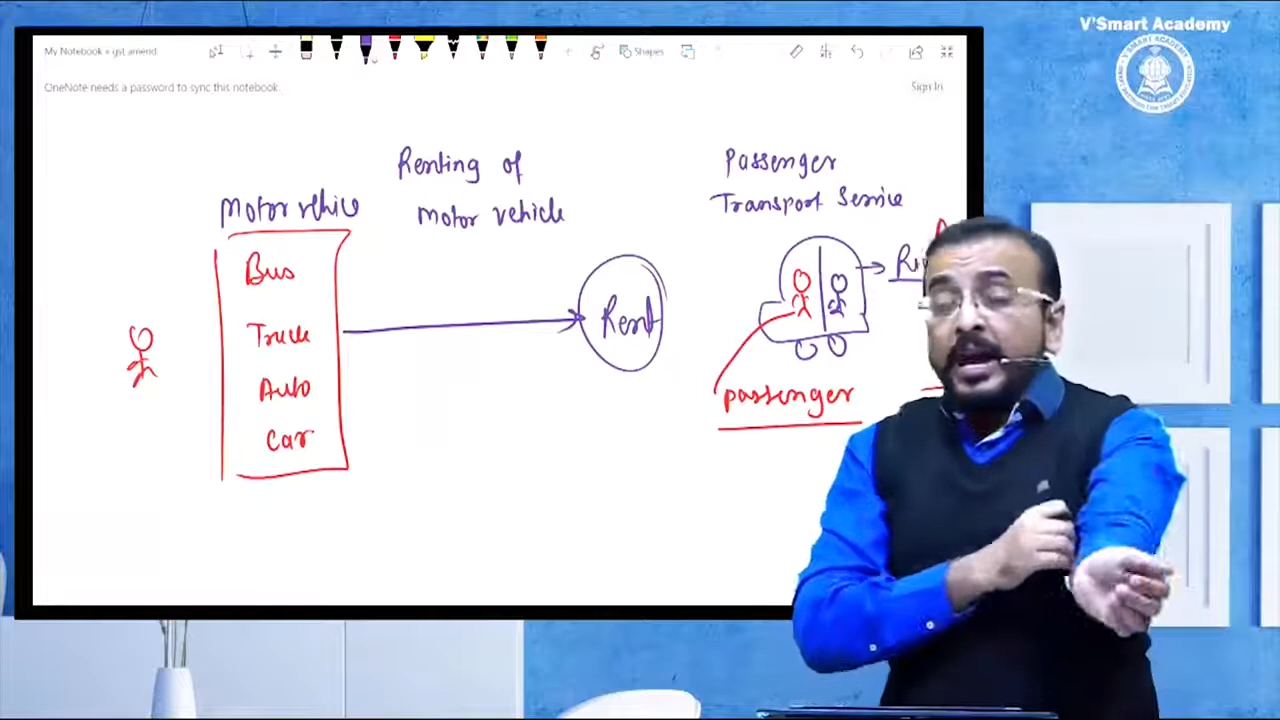 V'Smart Academy
My Notebook » gst amend
Shapes
OneNote needs a password to sync this notebook.
Sign In
Renting of
motor vehicle
Passenger
Transport Service
Motor vehice
Bus
Truck
Auto
Car
Rent
passenger